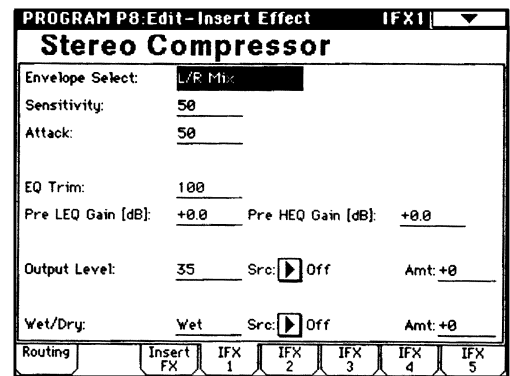 PROGRAM P8:Edit-Insert Effect IFX1
Stereo Compressor
Envelope Select: L/R Mix
Sensitivity: 50
Attack: 50
EQ Trim: 100
Pre LEQ Gain [dB]: +0.0 Pre HEQ Gain [dB]: +0.0
Output Level: 35 Src: Off Amt: +0
Wet/Dry: Wet Src: Off Amt: +0
Routing Insert FX IFX 1 IFX 2 IFX 3 IFX 4 IFX 5